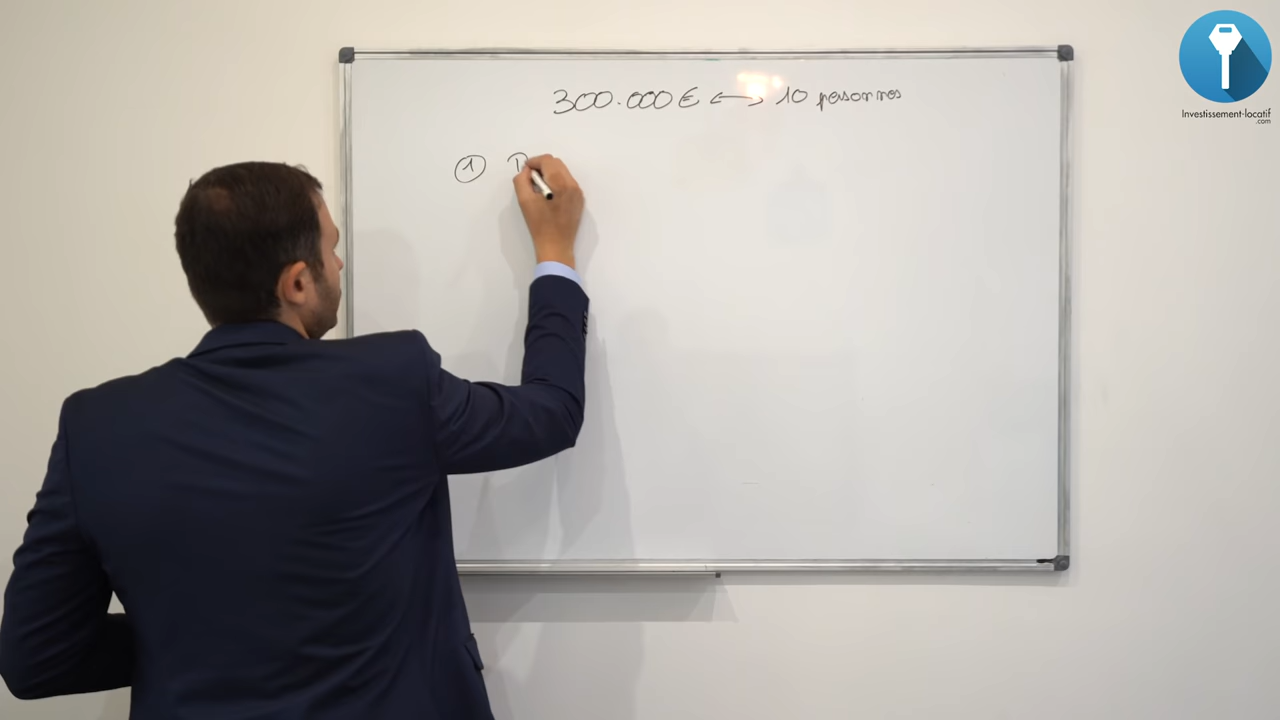 300.000 € ↔ 10 personnes
① D
Investissement-locatif
.com